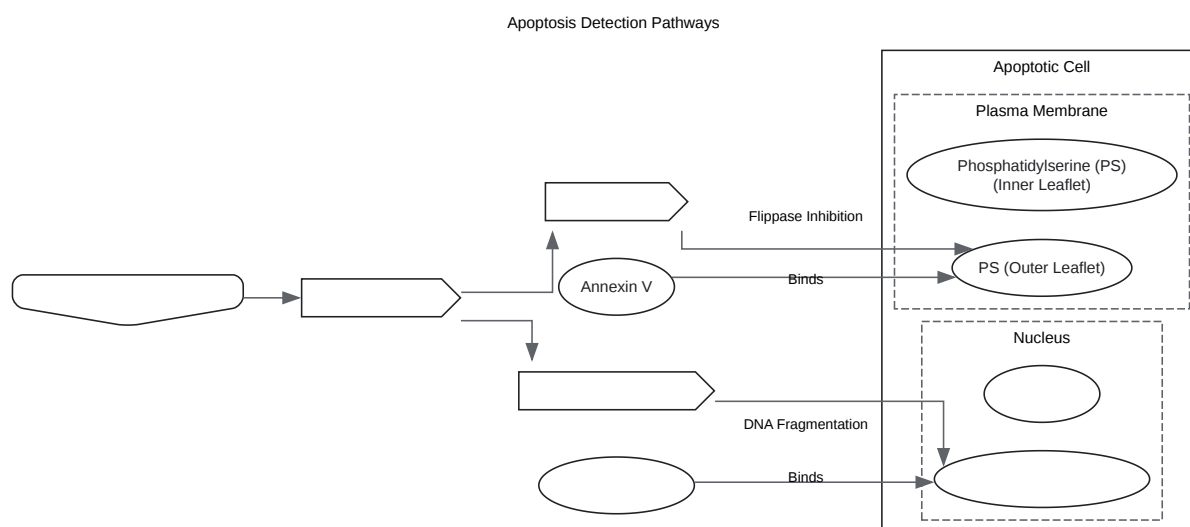 Apoptosis Detection Pathways
Apoptotic Cell
Plasma Membrane
Phosphatidylserine (PS)
(Inner Leaflet)
Flippase Inhibition
PS (Outer Leaflet)
Annexin V
Binds
Nucleus
DNA Fragmentation
Binds